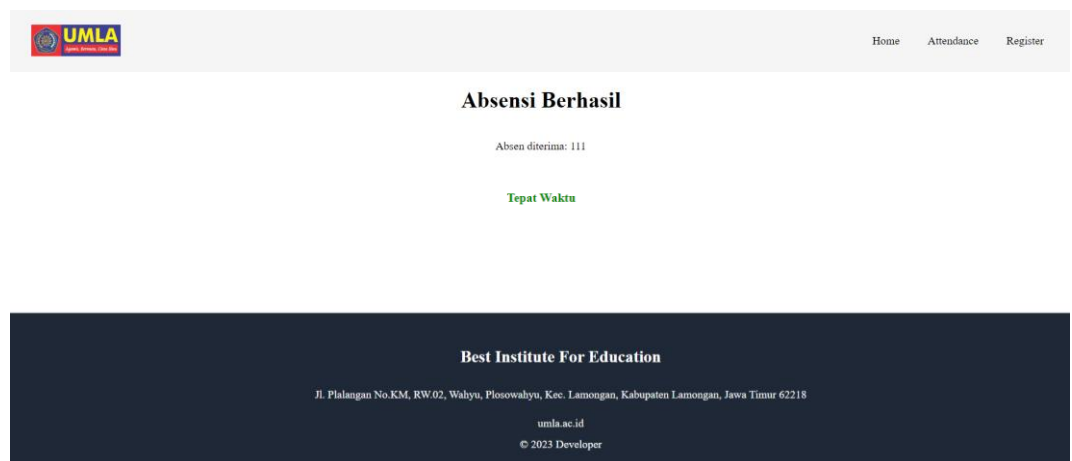 UMLA
Home Attendance Register
Absensi Berhasil
Absen diterima: 111
Tepat Waktu
Best Institute For Education
Jl. Plalangan No.KM, RW.02, Wahyu, Plosowahyu, Kec. Lamongan, Kabupaten Lamongan, Jawa Timur 62218
umla.ac.id
© 2023 Developer